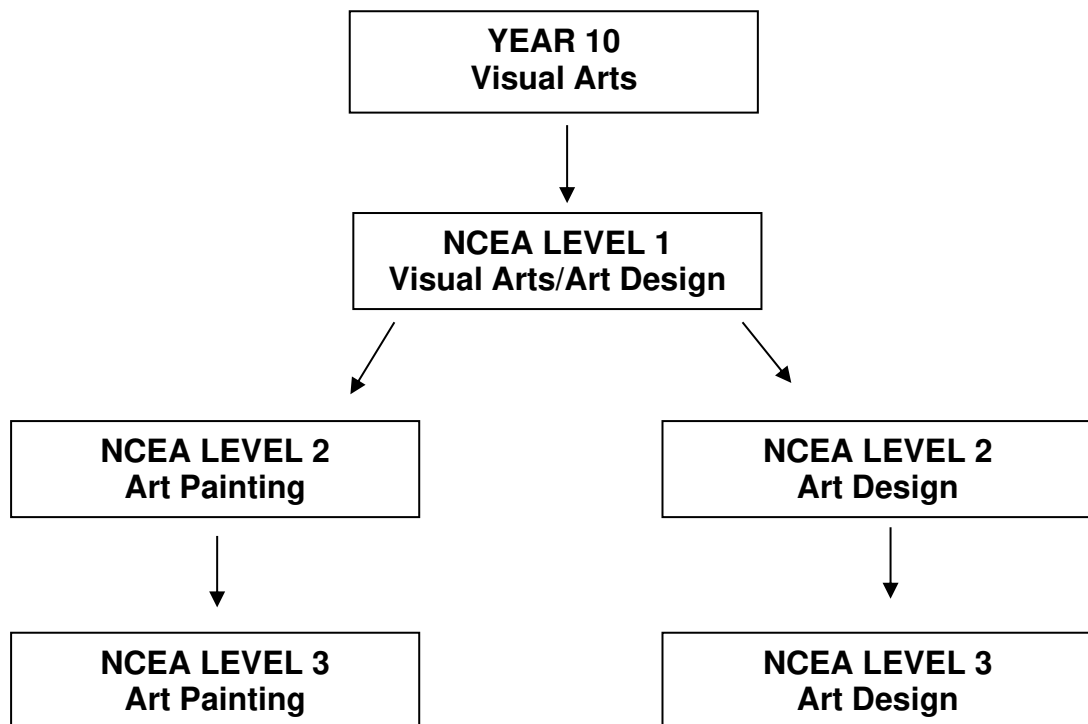 YEAR 10
Visual Arts
NCEA LEVEL 1
Visual Arts/Art Design
NCEA LEVEL 2
Art Painting
NCEA LEVEL 2
Art Design
NCEA LEVEL 3
Art Painting
NCEA LEVEL 3
Art Design